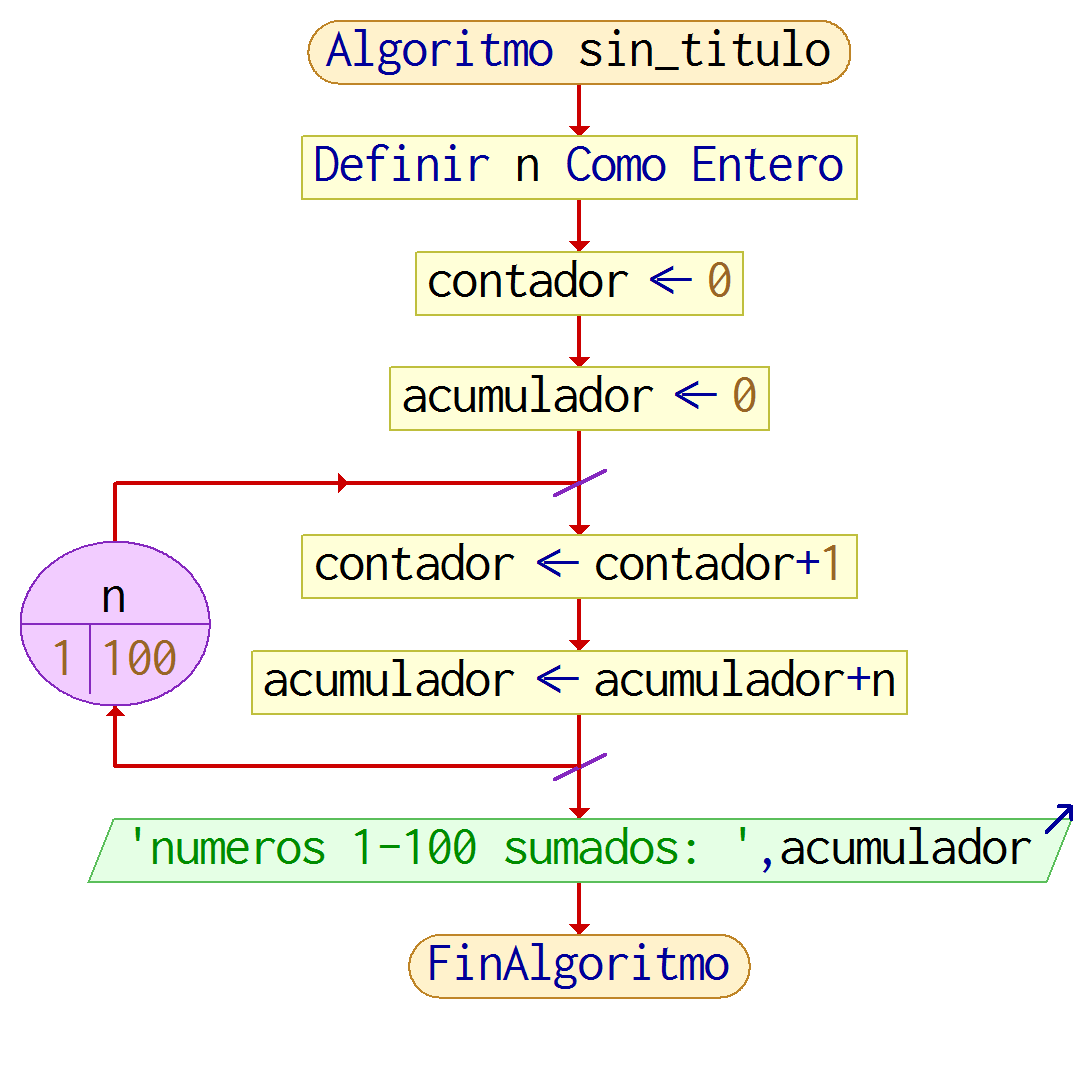 Algoritmo sin_titulo
Definir n Como Entero
contador ← 0
acumulador ← 0
contador ← contador+1
n
1 100
acumulador ← acumulador+n
'numeros 1-100 sumados: ',acumulador
FinAlgoritmo